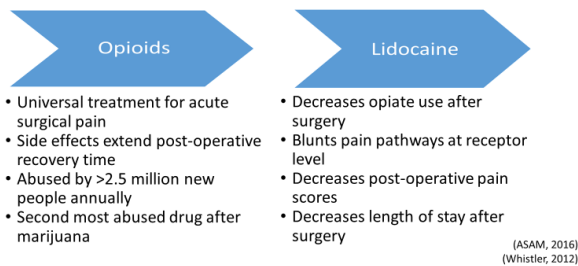 Opioids
• Universal treatment for acute
surgical pain
• Side effects extend post-operative
recovery time
• Abused by >2.5 million new
people annually
• Second most abused drug after
marijuana
Lidocaine
• Decreases opiate use after
surgery
• Blunts pain pathways at receptor
level
• Decreases post-operative pain
scores
• Decreases length of stay after
surgery
(ASAM, 2016)
(Whistler, 2012)